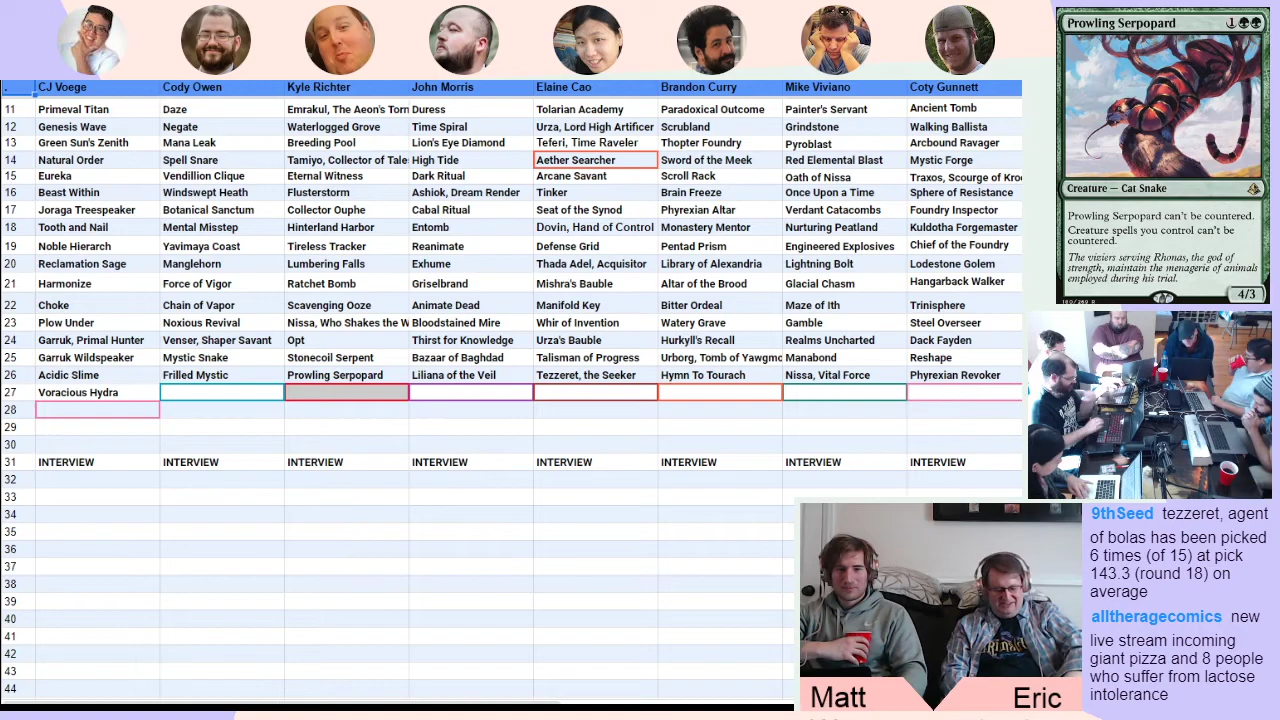 . CJ Voege Cody Owen Kyle Richter John Morris Elaine Cao Brandon Curry Mike Viviano Coty Gunnett
11 Primeval Titan Daze Emrakul, The Aeon's Torn Duress Tolarian Academy Paradoxical Outcome Painter's Servant Ancient Tomb
12 Genesis Wave Negate Waterlogged Grove Time Spiral Urza, Lord High Artificer Scrubland Grindstone Walking Ballista
13 Green Sun's Zenith Mana Leak Breeding Pool Lion's Eye Diamond Teferi, Time Raveler Thopter Foundry Pyroblast Arcbound Ravager
14 Natural Order Spell Snare Tamiyo, Collector of Tale High Tide Aether Searcher Sword of the Meek Red Elemental Blast Mystic Forge
15 Eureka Vendillion Clique Eternal Witness Dark Ritual Arcane Savant Scroll Rack Oath of Nissa Traxos, Scourge of Kro
16 Beast Within Windswept Heath Flusterstorm Ashiok, Dream Render Tinker Brain Freeze Once Upon a Time Sphere of Resistance
17 Joraga Treespeaker Botanical Sanctum Collector Ouphe Cabal Ritual Seat of the Synod Phyrexian Altar Verdant Catacombs Foundry Inspector
18 Tooth and Nail Mental Misstep Hinterland Harbor Entomb Dovin, Hand of Control Monastery Mentor Nurturing Peatland Kuldotha Forgemaster
19 Noble Hierarch Yavimaya Coast Tireless Tracker Reanimate Defense Grid Pentad Prism Engineered Explosives Chief of the Foundry
20 Reclamation Sage Manglehorn Lumbering Falls Exhume Thada Adel, Acquisitor Library of Alexandria Lightning Bolt Lodestone Golem
21 Harmonize Force of Vigor Ratchet Bomb Griselbrand Mishra's Bauble Altar of the Brood Glacial Chasm Hangarback Walker
22 Choke Chain of Vapor Scavenging Ooze Animate Dead Manifold Key Bitter Ordeal Maze of Ith Trinisphere
23 Plow Under Noxious Revival Nissa, Who Shakes the W Bloodstained Mire Whir of Invention Watery Grave Gamble Steel Overseer
24 Garruk, Primal Hunter Venser, Shaper Savant Opt Thirst for Knowledge Urza's Bauble Hurkyll's Recall Realms Uncharted Dack Fayden
25 Garruk Wildspeaker Mystic Snake Stonecoil Serpent Bazaar of Baghdad Talisman of Progress Urborg, Tomb of Yawgmo Manabond Reshape
26 Acidic Slime Frilled Mystic Prowling Serpopard Liliana of the Veil Tezzeret, the Seeker Hymn To Tourach Nissa, Vital Force Phyrexian Revoker
27 Voracious Hydra
28
29
30
31 INTERVIEW INTERVIEW INTERVIEW INTERVIEW INTERVIEW INTERVIEW INTERVIEW INTERVIEW
32
33
34
35
36
37
38
39
40
41
42
43
44
Prowling Serpopard 1
Creature — Cat Snake
Prowling Serpopard can't be countered.
Creature spells you control can't be
countered.
The viziers serving Rhonas, the god of
strength, maintain the menagerie of animals
employed during his trial.
4/3
Matt Eric
9thSeed tezzeret, agent
of bolas has been picked
6 times (of 15) at pick
143.3 (round 18) on
average
alltheragecomics new
live stream incoming
giant pizza and 8 people
who suffer from lactose
intolerance